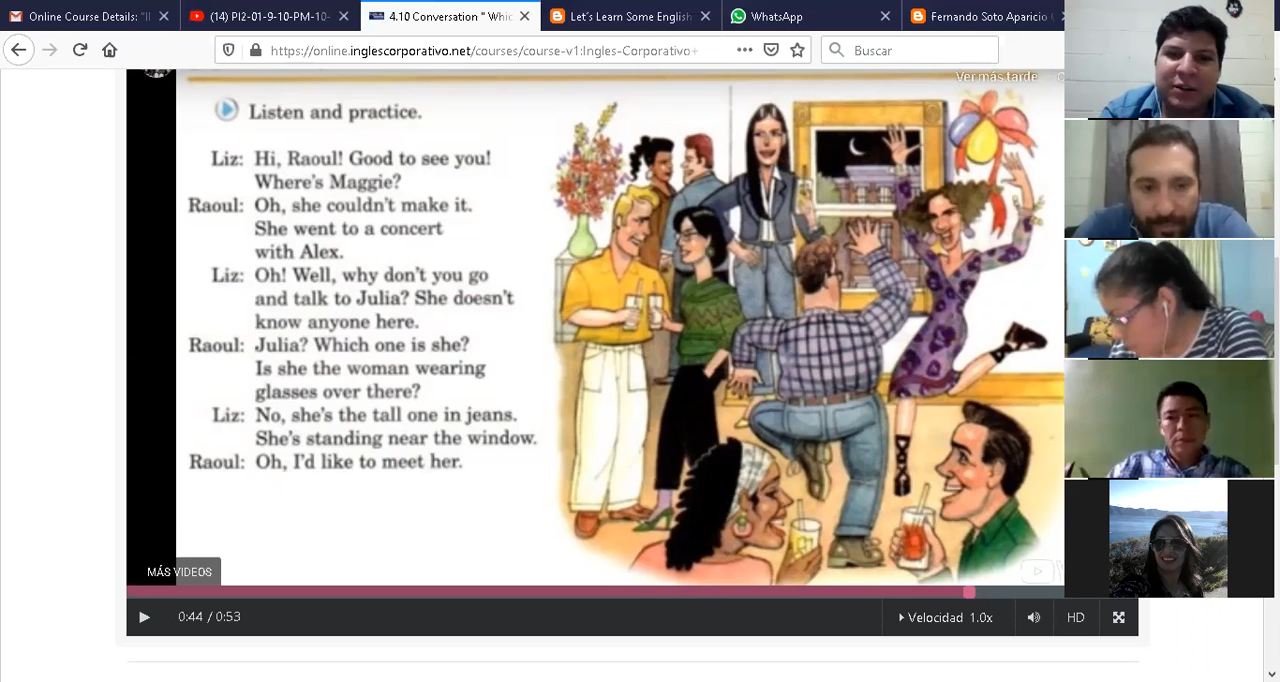 Online Course Details: "I
(14) PI2-01-9-10-PM-10-
4.10 Conversation " Whic
Let's Learn Some English
WhatsApp
Fernando Soto Aparicio
https://online.inglescorporativo.net/courses/course-v1:Ingles-Corporativo+
Buscar
Ver más tarde
Listen and practice.
Liz: Hi, Raoul! Good to see you!
Where's Maggie?
Raoul: Oh, she couldn't make it.
She went to a concert
with Alex.
Liz: Oh! Well, why don't you go
and talk to Julia? She doesn't
know anyone here.
Raoul: Julia? Which one is she?
Is she the woman wearing
glasses over there?
Liz: No, she's the tall one in jeans.
She's standing near the window.
Raoul: Oh, I'd like to meet her.
MÁS VIDEOS
0:44 / 0:53
Velocidad 1.0x
HD